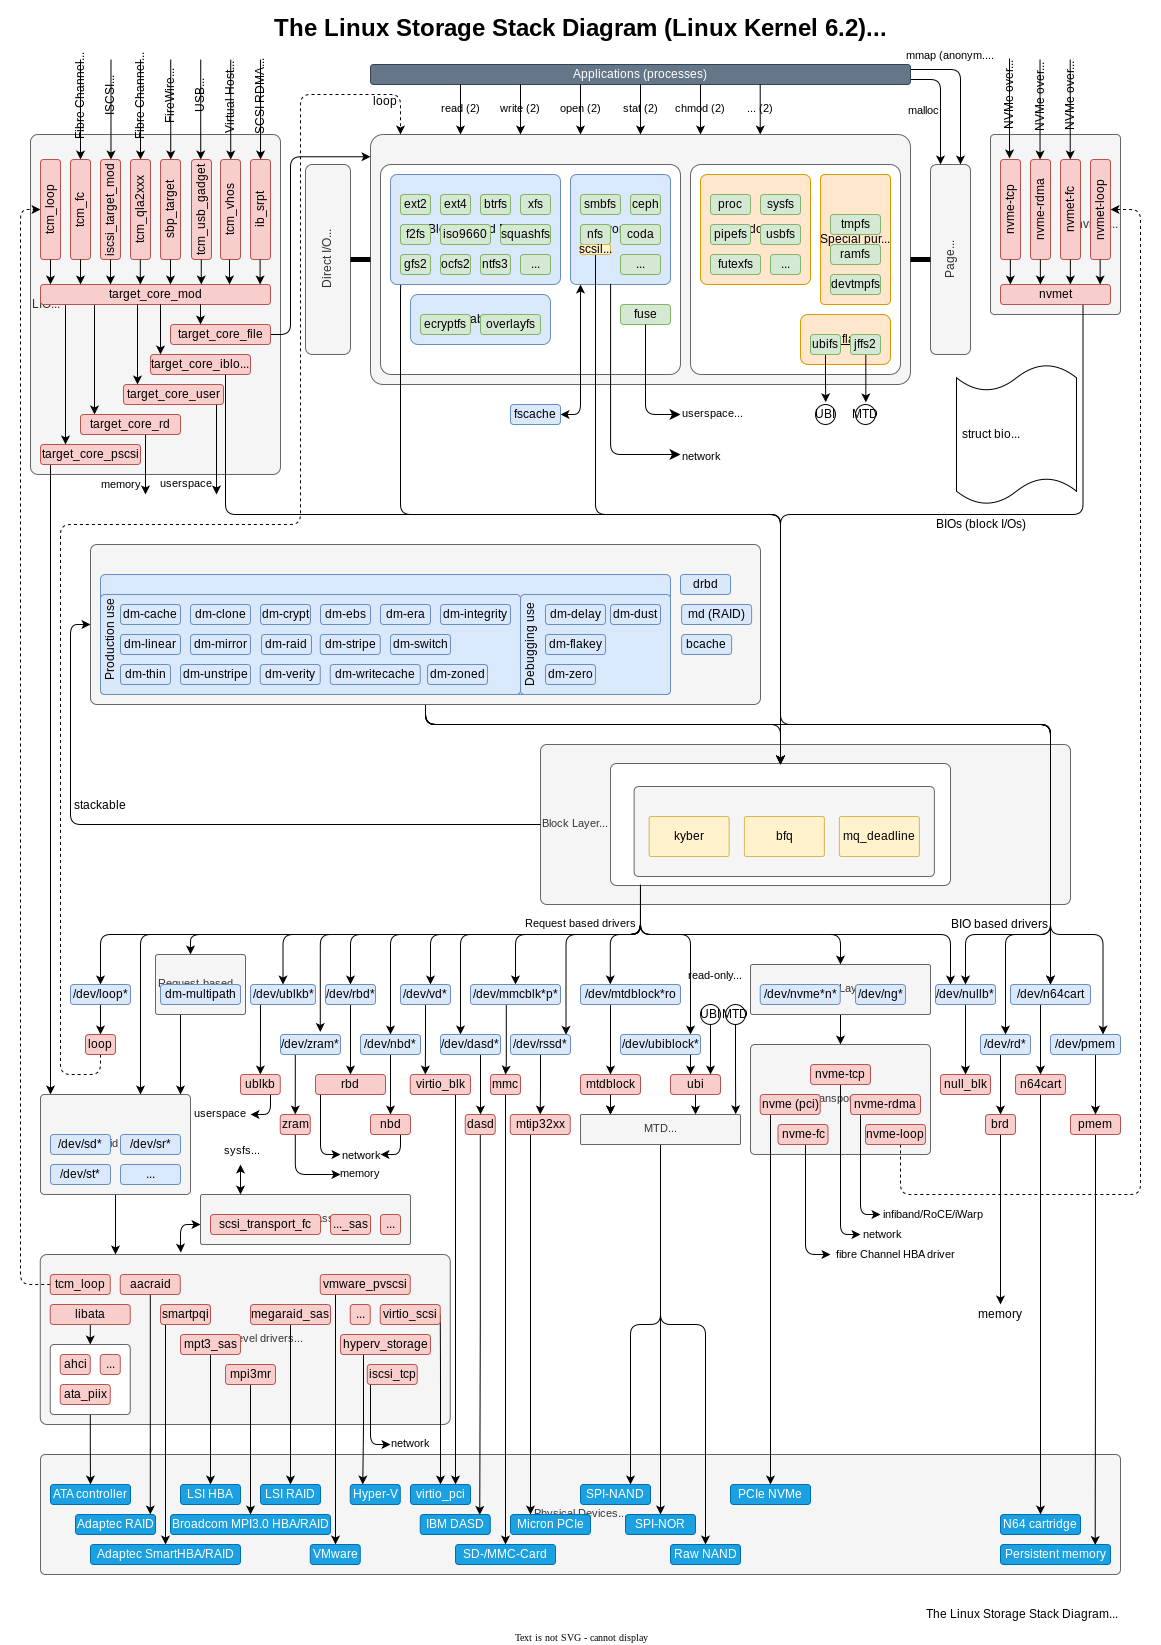 The Linux Storage Stack Diagram (Linux Kernel 6.2)...
mmap (anonym....
Applications (processes)
Fibre Channel...
ISCSI...
Fibre Channel...
FireWire...
USB...
Virtual Host...
SCSI RDMA...
loop
read (2)
write (2)
open (2)
stat (2)
chmod (2)
... (2)
malloc
NVMe over...
NVMe over...
NVMe over...
tcm_loop
tcm_fc
iscsi_target_mod
tcm_qla2xxx
sbp_target
tcm_usb_gadget
tcm_vhos
ib_srpt
target_core_mod
target_core_file
target_core_iblo...
target_core_user
target_core_rd
target_core_pscsi
memory
userspace
Direct I/O...
ext2
ext4
btrfs
xfs
f2fs
iso9660
squashfs
gfs2
ocfs2
ntfs3
...
smbfs
ceph
nfs
coda
scsil...
...
proc
sysfs
pipefs
usbfs
futexfs
...
tmpfs
Special pur...
ramfs
devtmpfs
ecryptfs
overlayfs
fuse
ubifs
jffs2
Page...
nvme-tcp
nvme-rdma
nvmet-fc
nvmet-loop
nvmet
fscache
userspace...
network
UBI
MTD
struct bio...
BIOs (block I/Os)
drbd
Production use
dm-cache
dm-clone
dm-crypt
dm-ebs
dm-era
dm-integrity
dm-linear
dm-mirror
dm-raid
dm-stripe
dm-switch
dm-thin
dm-unstripe
dm-verity
dm-writecache
dm-zoned
Debugging use
dm-delay
dm-dust
dm-flakey
dm-zero
md (RAID)
bcache
stackable
Block Layer...
kyber
bfq
mq_deadline
Request based drivers
BIO based drivers
read-only...
/dev/loop*
dm-multipath
/dev/ublkb*
/dev/rbd*
/dev/vd*
/dev/mmcblk*p*
/dev/mtdblock*ro
/dev/nvme*n*
/dev/ng*
/dev/nullb*
/dev/n64cart
UBI
MTD
loop
/dev/zram*
/dev/nbd*
/dev/dasd*
/dev/rssd*
/dev/ubiblock*
/dev/rd*
/dev/pmem
ublkb
rbd
virtio_blk
mmc
mtdblock
ubi
nvme-tcp
null_blk
n64cart
userspace
zram
nbd
dasd
mtip32xx
MTD...
nvme (pci)
nvme-rdma
nvme-fc
nvme-loop
brd
pmem
/dev/sd*
/dev/sr*
/dev/st*
...
sysfs...
network
memory
scsi_transport_fc
..._sas
...
infiband/RoCE/iWarp
network
fibre Channel HBA driver
memory
tcm_loop
aacraid
vmware_pvscsi
libata
smartpqi
megaraid_sas
...
virtio_scsi
mpt3_sas
hyperv_storage
ahci
...
mpi3mr
iscsi_tcp
ata_piix
network
ATA controller
LSI HBA
LSI RAID
Hyper-V
virtio_pci
SPI-NAND
PCIe NVMe
Physical Devices...
Adaptec RAID
Broadcom MPI3.0 HBA/RAID
IBM DASD
Micron PCIe
SPI-NOR
N64 cartridge
Adaptec SmartHBA/RAID
VMware
SD-/MMC-Card
Raw NAND
Persistent memory
The Linux Storage Stack Diagram...
Text is not SVG - cannot display